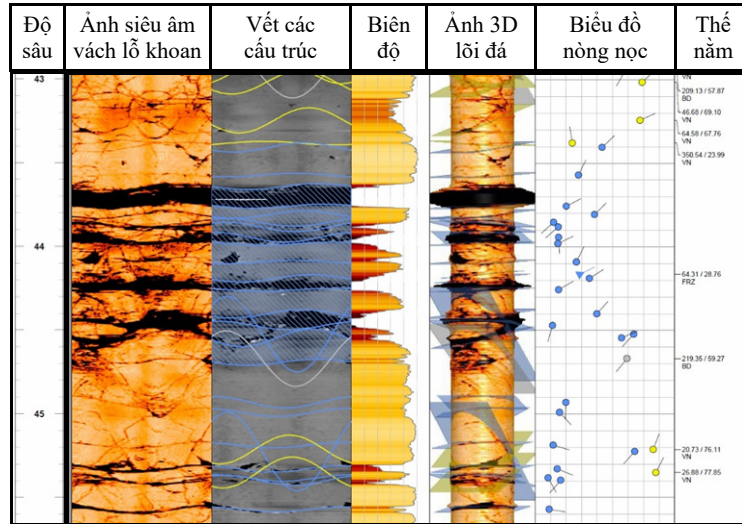 Độ
sâu
Ảnh siêu âm
vách lỗ khoan
Vết các
cấu trúc
Biên
độ
Ảnh 3D
lõi đá
Biểu đồ
nòng nọc
Thế
nằm
43
44
45
VN
209.13 / 57.87
BD
46.68 / 69.10
VN
64.58 / 67.76
VN
350.54 / 23.99
VN
64.31 / 28.76
FRZ
219.35 / 59.27
BD
20.73 / 76.11
VN
26.88 / 77.85
VN